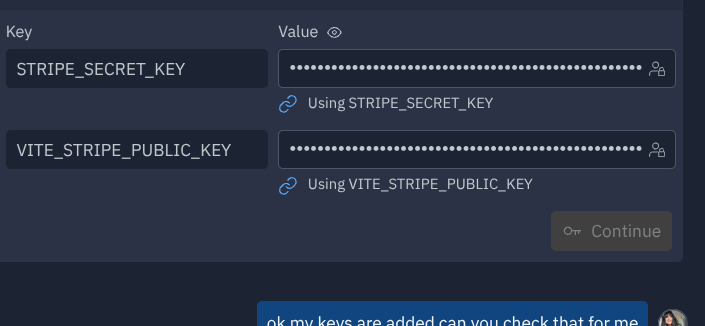 Key
Value
STRIPE_SECRET_KEY
Using STRIPE_SECRET_KEY
VITE_STRIPE_PUBLIC_KEY
Using VITE_STRIPE_PUBLIC_KEY
Continue
ok my keys are added can you check that for me